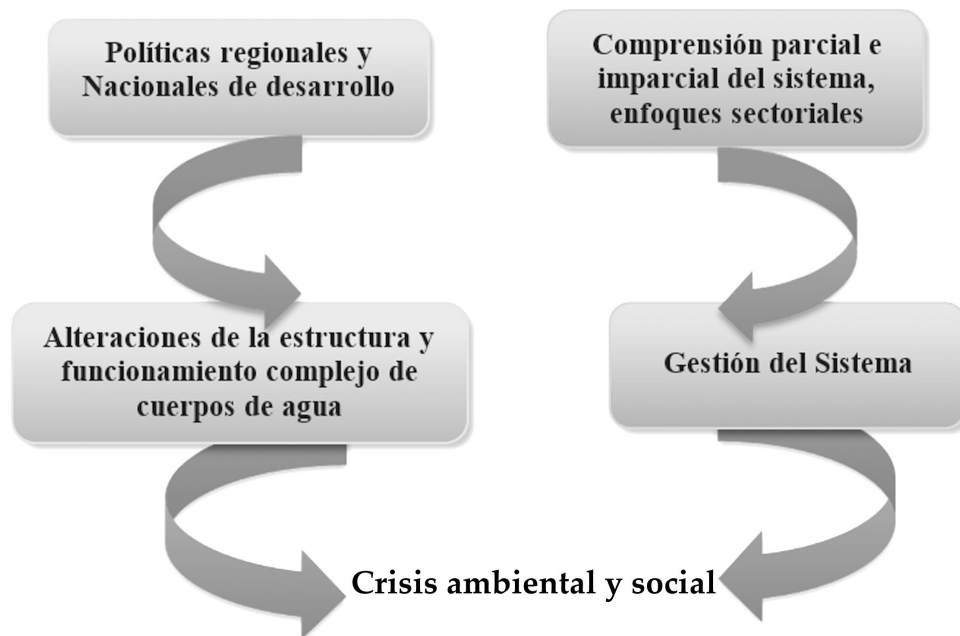 Políticas regionales y
Nacionales de desarrollo
Comprensión parcial e
imparcial del sistema,
enfoques sectoriales
Alteraciones de la estructura y
funcionamiento complejo de
cuerpos de agua
Gestión del Sistema
Crisis ambiental y social